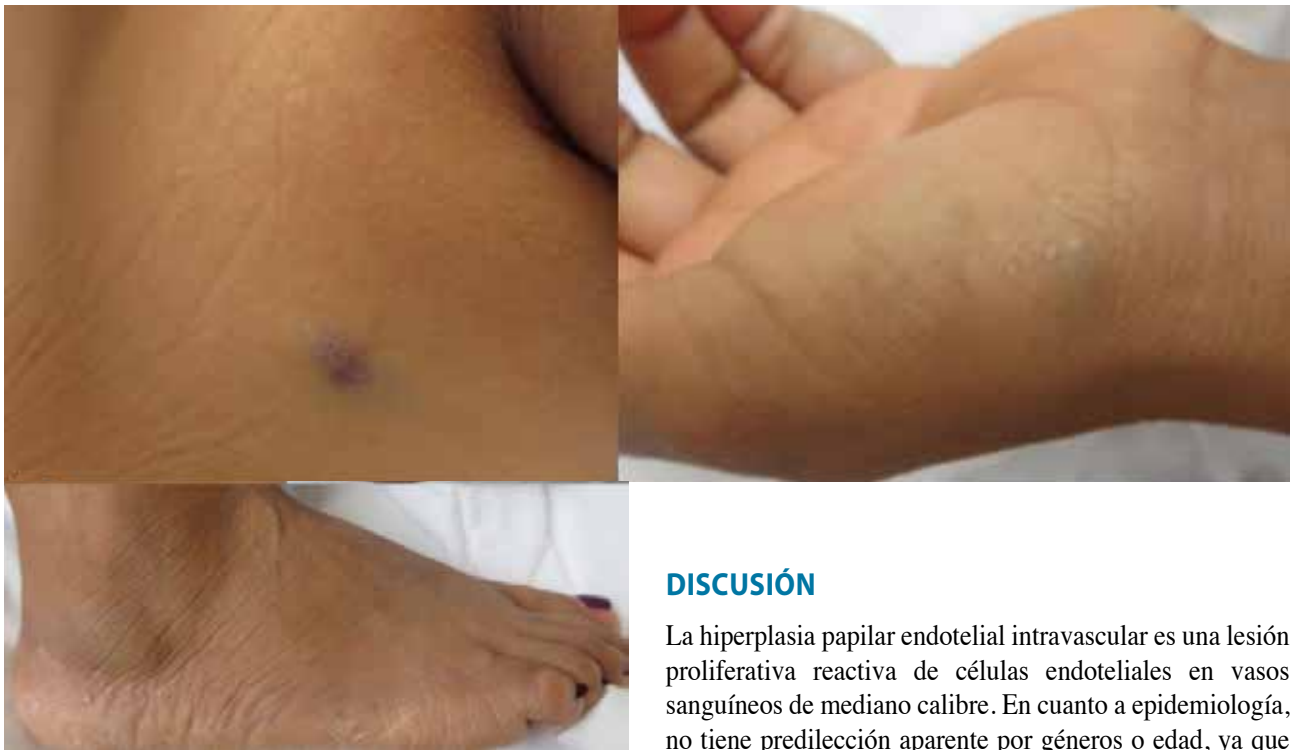 DISCUSIÓN
La hiperplasia papilar endotelial intravascular es una lesión
proliferativa reactiva de células endoteliales en vasos
sanguíneos de mediano calibre. En cuanto a epidemiología,
no tiene predilección aparente por géneros o edad, ya que